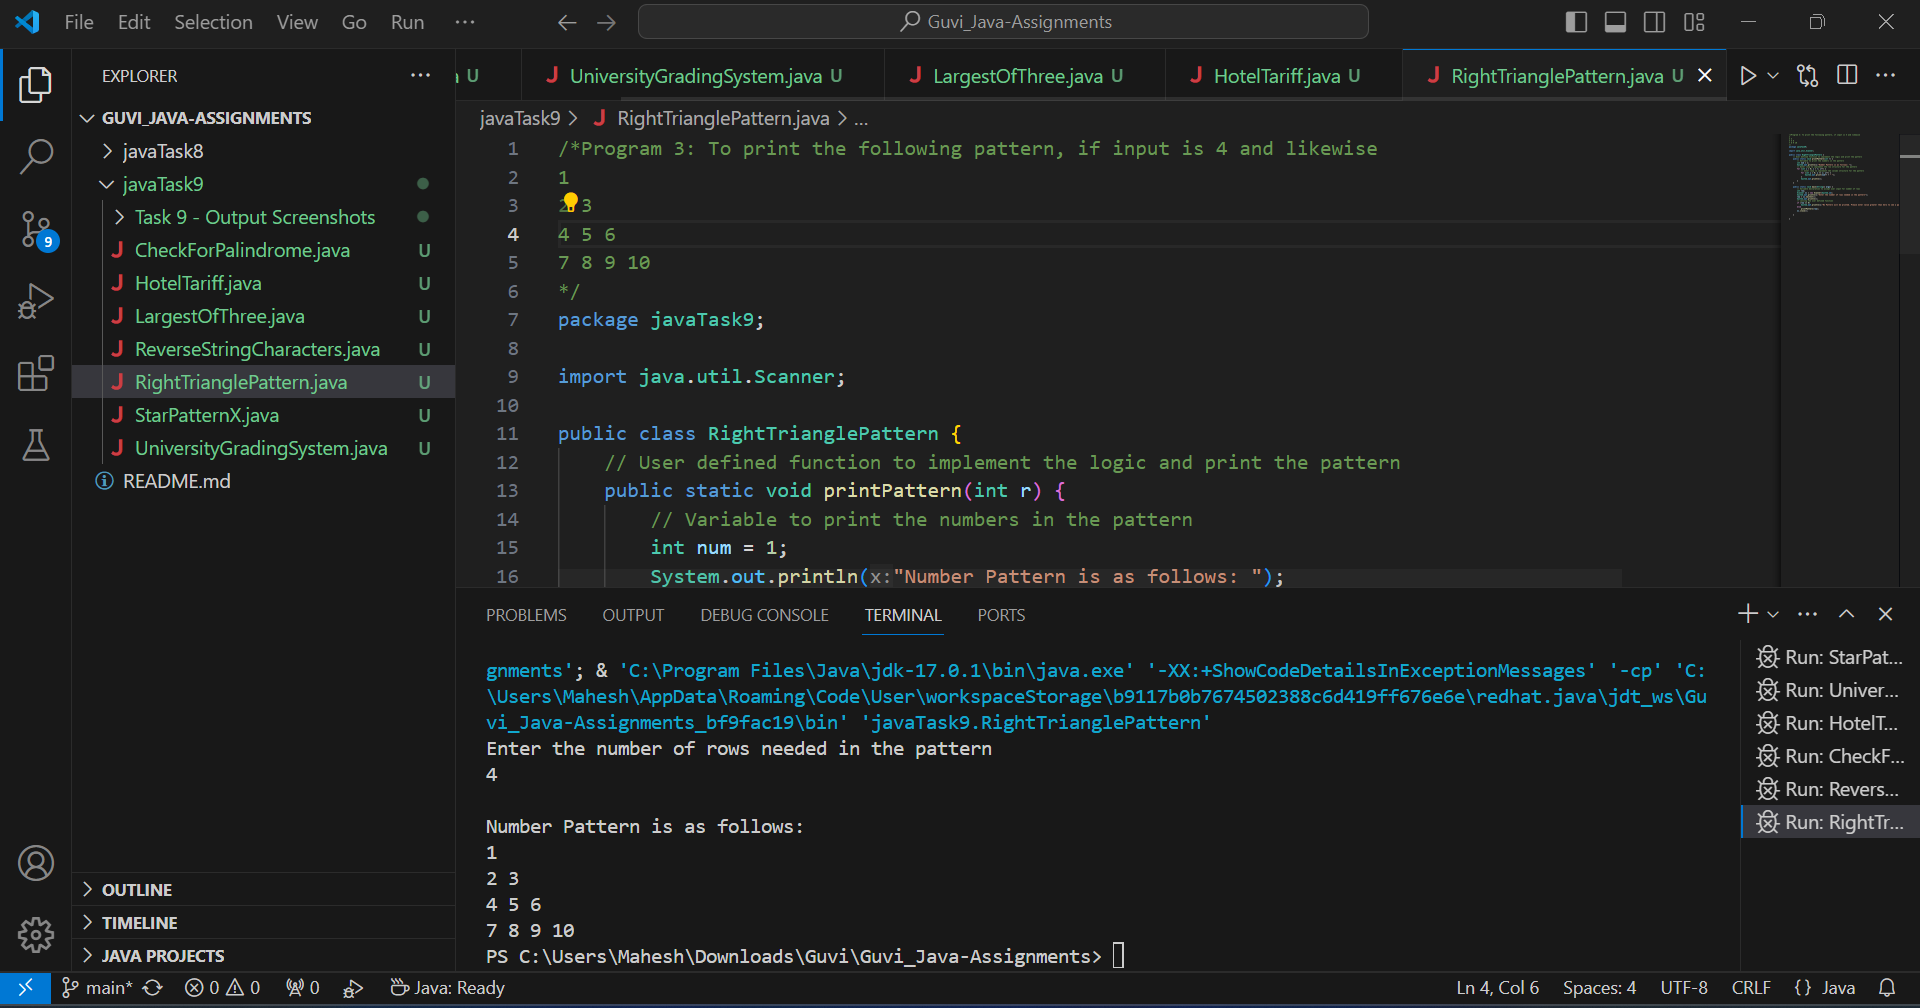 File Edit Selection View Go Run ···
Guvi_Java-Assignments
EXPLORER
GUVI_JAVA-ASSIGNMENTS
javaTask8
javaTask9
Task 9 - Output Screenshots
CheckForPalindrome.java U
HotelTariff.java U
LargestOfThree.java U
ReverseStringCharacters.java U
RightTrianglePattern.java U
StarPatternX.java U
UniversityGradingSystem.java U
README.md
9
OUTLINE
TIMELINE
JAVA PROJECTS
U UniversityGradingSystem.java U LargestOfThree.java U HotelTariff.java U RightTrianglePattern.java U
javaTask9 > RightTrianglePattern.java > ...
1 /*Program 3: To print the following pattern, if input is 4 and likewise
2 1
3 2 3
4 4 5 6
5 7 8 9 10
6 */
7 package javaTask9;
8
9 import java.util.Scanner;
10
11 public class RightTrianglePattern {
12 // User defined function to implement the logic and print the pattern
13 public static void printPattern(int r) {
14 // Variable to print the numbers in the pattern
15 int num = 1;
16 System.out.println(x:"Number Pattern is as follows: ");
PROBLEMS OUTPUT DEBUG CONSOLE TERMINAL PORTS
gnments'; & 'C:\Program Files\Java\jdk-17.0.1\bin\java.exe' '-XX:+ShowCodeDetailsInExceptionMessages' '-cp' 'C:
\Users\Mahesh\AppData\Roaming\Code\User\workspaceStorage\b9117b0b7674502388c6d419ff676e6e\redhat.java\jdt_ws\Gu
vi_Java-Assignments_bf9fac19\bin' 'javaTask9.RightTrianglePattern'
Enter the number of rows needed in the pattern
4
Number Pattern is as follows:
1
2 3
4 5 6
7 8 9 10
PS C:\Users\Mahesh\Downloads\Guvi\Guvi_Java-Assignments>
Run: StarPat...
Run: Univer...
Run: HotelT...
Run: CheckF...
Run: Revers...
Run: RightTr...
main* 0 0 0 Java: Ready
Ln 4, Col 6 Spaces: 4 UTF-8 CRLF {} Java